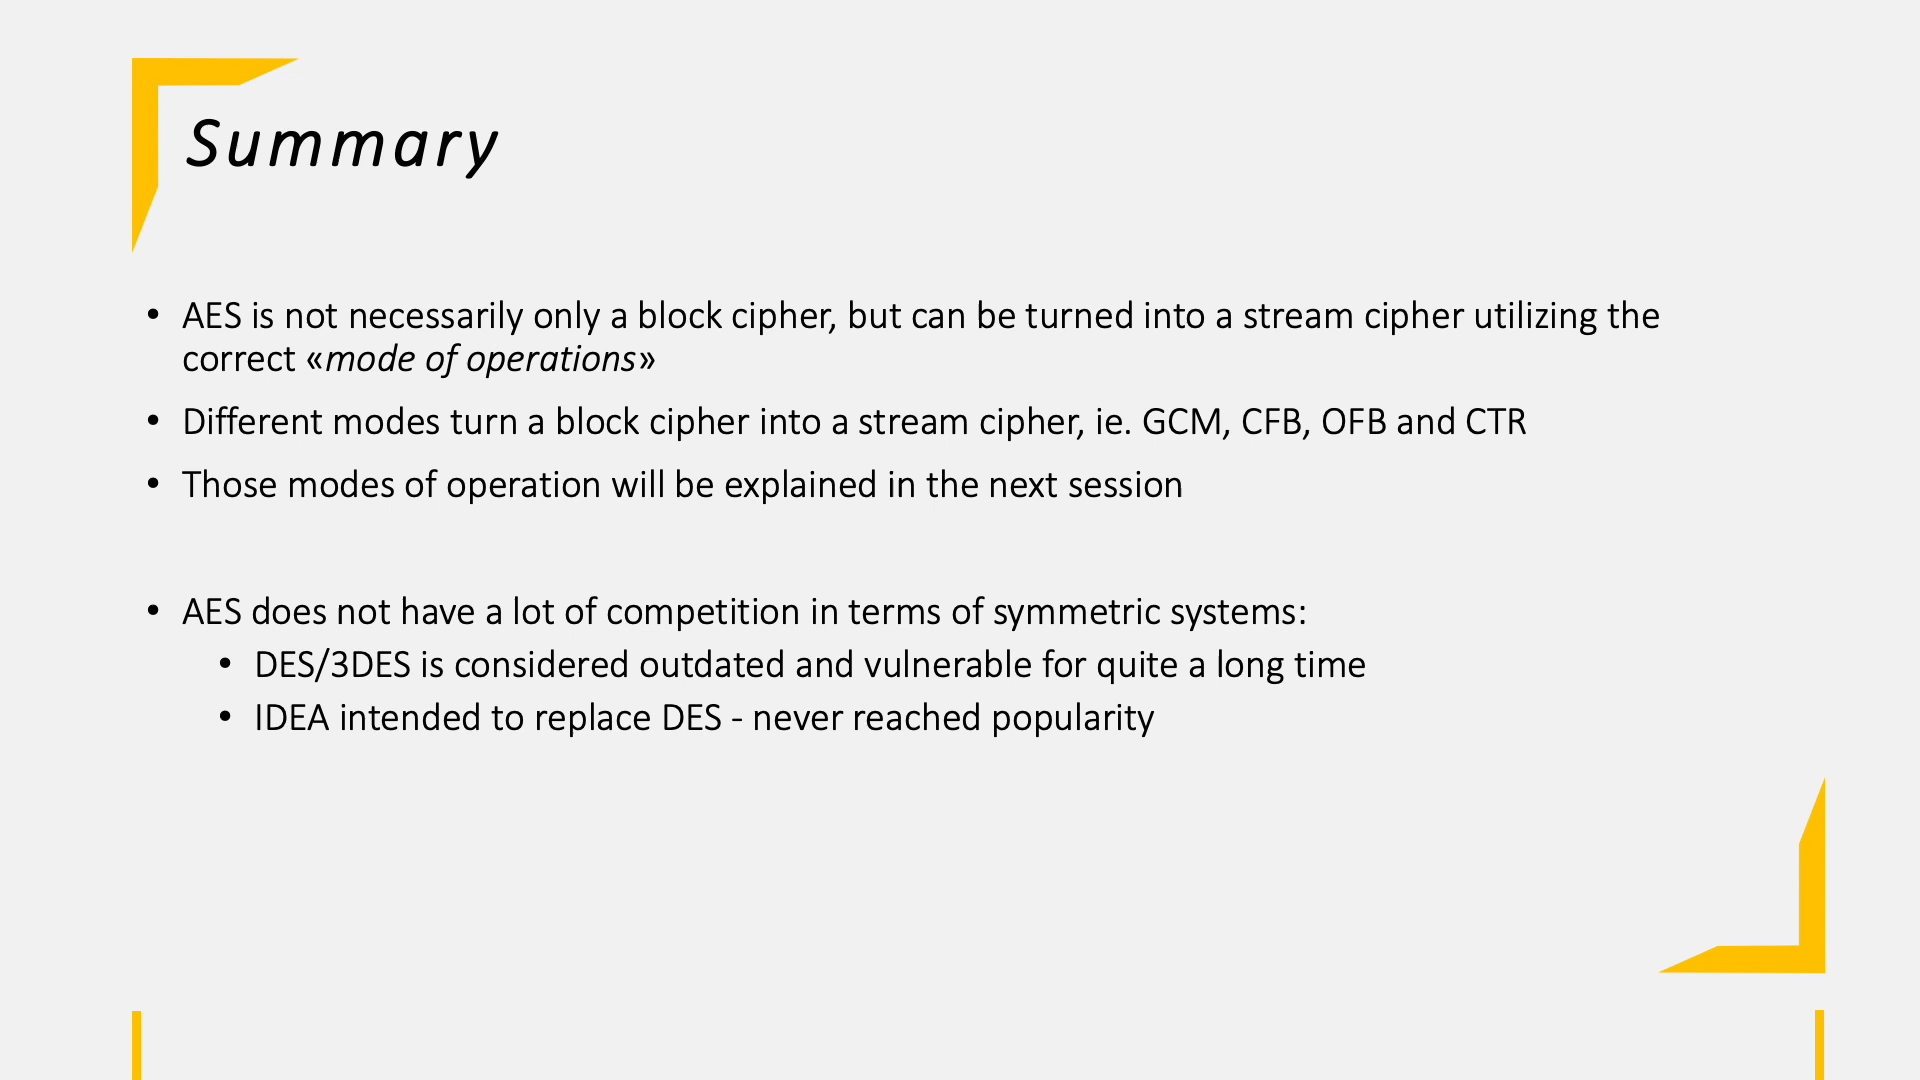 Summary
• AES is not necessarily only a block cipher, but can be turned into a stream cipher utilizing the
correct «mode of operations»
• Different modes turn a block cipher into a stream cipher, ie. GCM, CFB, OFB and CTR
• Those modes of operation will be explained in the next session
• AES does not have a lot of competition in terms of symmetric systems:
• DES/3DES is considered outdated and vulnerable for quite a long time
• IDEA intended to replace DES - never reached popularity